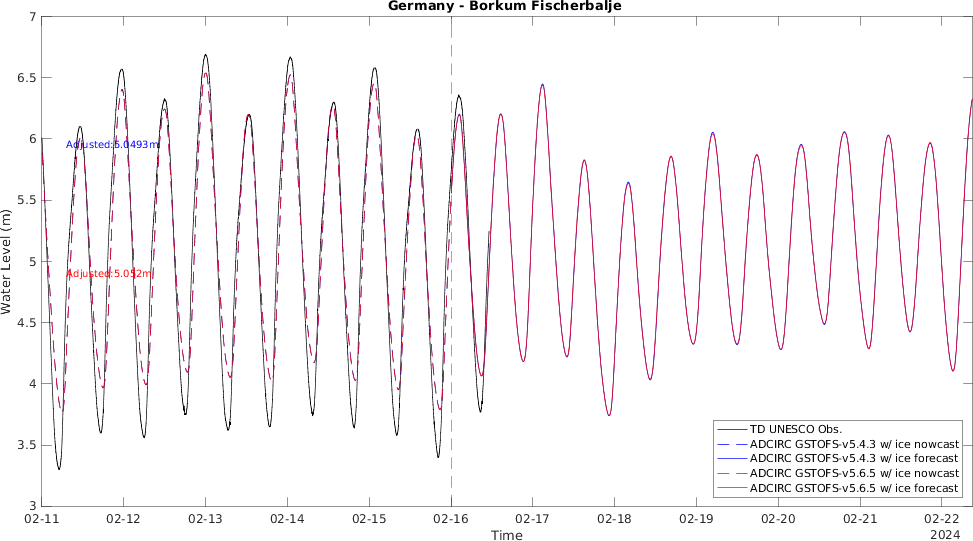 Germany - Borkum Fischerbalje
7
6.5
6
5.5
5
4.5
4
3.5
3
Water Level (m)
Adjusted:5.0493m
Adjusted:5.052m
TD UNESCO Obs.
ADCIRC GSTOFS-v5.4.3 w/ ice nowcast
ADCIRC GSTOFS-v5.4.3 w/ ice forecast
ADCIRC GSTOFS-v5.6.5 w/ ice nowcast
ADCIRC GSTOFS-v5.6.5 w/ ice forecast
02-11 02-12 02-13 02-14 02-15 02-16 02-17 02-18 02-19 02-20 02-21 02-22
2024
Time